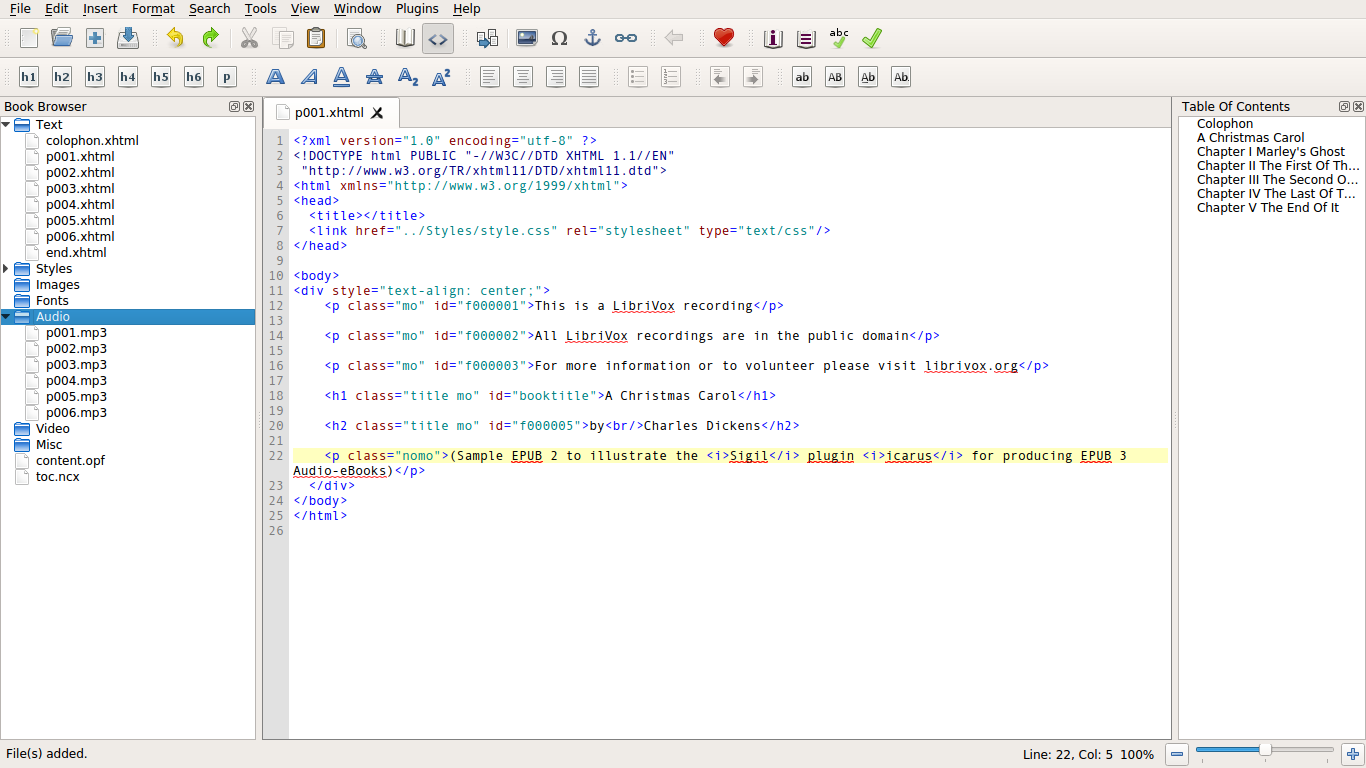 File Edit Insert Format Search Tools View Window Plugins Help
Ω abc
h1 h2 h3 h4 h5 h6 p A A A A A2 A2 ab AB Ab Ab
Book Browser
Text
colophon.xhtml
p001.xhtml
p002.xhtml
p003.xhtml
p004.xhtml
p005.xhtml
p006.xhtml
end.xhtml
Styles
Images
Fonts
Audio
p001.mp3
p002.mp3
p003.mp3
p004.mp3
p005.mp3
p006.mp3
Video
Misc
content.opf
toc.ncx
p001.xhtml
1 <?xml version="1.0" encoding="utf-8" ?>
2 <!DOCTYPE html PUBLIC "-//W3C//DTD XHTML 1.1//EN"
3 "http://www.w3.org/TR/xhtml11/DTD/xhtml11.dtd">
4 <html xmlns="http://www.w3.org/1999/xhtml">
5 <head>
6 <title></title>
7 <link href="../Styles/style.css" rel="stylesheet" type="text/css"/>
8 </head>
9
10 <body>
11 <div style="text-align: center;">
12 <p class="mo" id="f000001">This is a LibriVox recording</p>
13
14 <p class="mo" id="f000002">All LibriVox recordings are in the public domain</p>
15
16 <p class="mo" id="f000003">For more information or to volunteer please visit librivox.org</p>
17
18 <h1 class="title mo" id="booktitle">A Christmas Carol</h1>
19
20 <h2 class="title mo" id="f000005">by<br/>Charles Dickens</h2>
21
22 <p class="nomo">(Sample EPUB 2 to illustrate the <i>Sigil</i> plugin <i>icarus</i> for producing EPUB 3
Audio-eBooks)</p>
23 </div>
24 </body>
25 </html>
26
Table Of Contents
Colophon
A Christmas Carol
Chapter I Marley's Ghost
Chapter II The First Of Th...
Chapter III The Second O...
Chapter IV The Last Of T...
Chapter V The End Of It
File(s) added.
Line: 22, Col: 5 100%